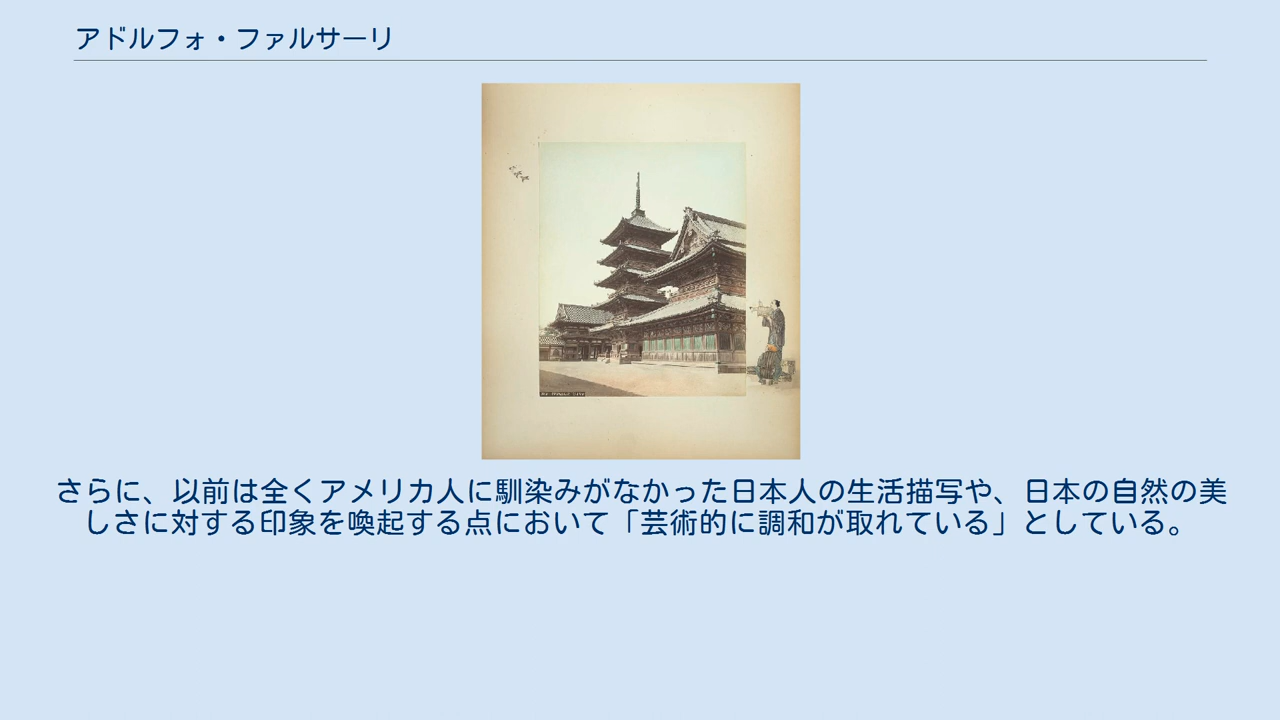 アドルフォ・ファルサーリ
さらに、以前は全くアメリカ人に馴染みがなかった日本人の生活描写や、日本の自然の美
しさに対する印象を喚起する点において「芸術的に調和が取れている」としている。